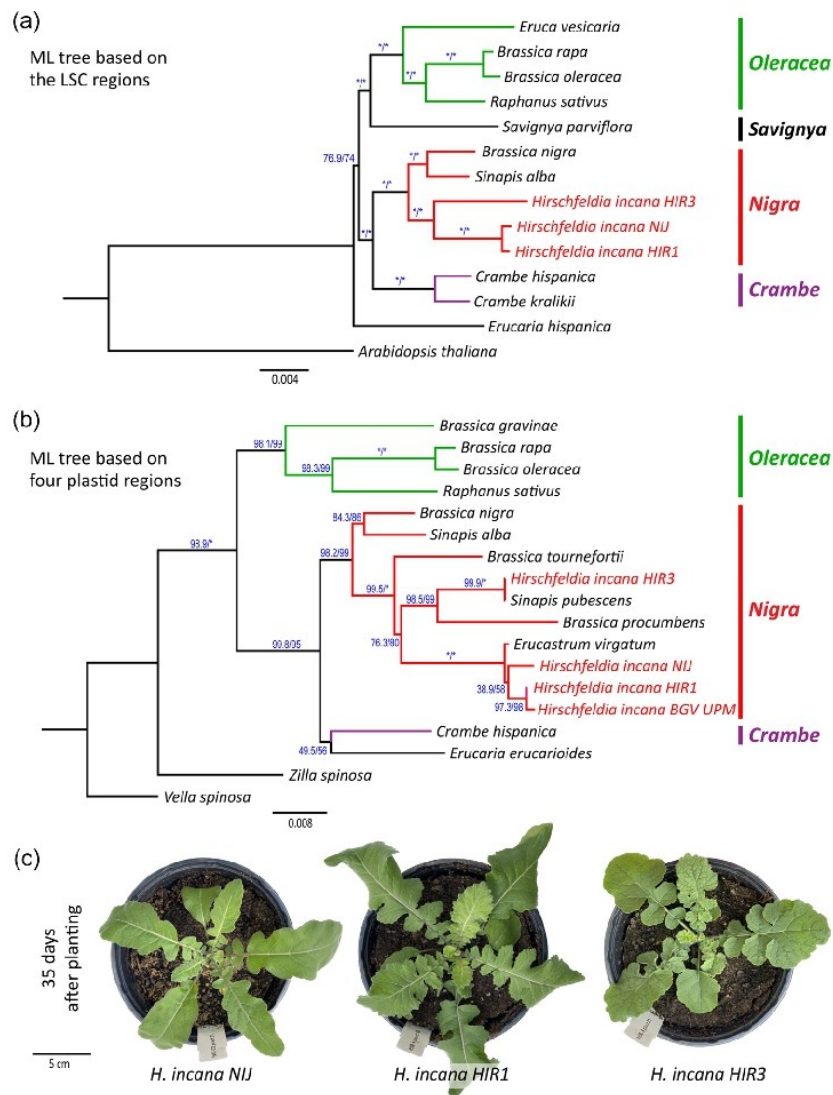 (a)
ML tree based on
the LSC regions
Eruca vesicaria
Brassica rapa
Brassica oleracea
Raphanus sativus
Savignya parviflora
Brassica nigra
Sinapis alba
Hirschfeldia incana HIR3
Hirschfeldia incana NIJ
Hirschfeldia incana HIR1
Crambe hispanica
Crambe kralikii
Erucaria hispanica
Arabidopsis thaliana
*/*
*/*
*/*
*/*
76.9/74
*/*
*/*
*/*
*/*
*/*
*/*
Oleracea
Savignya
Nigra
Crambe
0.004
(b)
ML tree based on
four plastid regions
Brassica gravinae
Brassica rapa
Brassica oleracea
Raphanus sativus
Brassica nigra
Sinapis alba
Brassica tournefortii
Hirschfeldia incana HIR3
Sinapis pubescens
Brassica procumbens
Erucastrum virgatum
Hirschfeldia incana NIJ
Hirschfeldia incana HIR1
Hirschfeldia incana BGV UPM
Crambe hispanica
Erucaria erucarioides
Zilla spinosa
Vella spinosa
98.1/99
*/*
98.3/99
84.3/86
98.9/*
98.2/99
99.5/*
99.9/*
98.5/99
76.3/80
99.8/95
*/*
38.9/58
97.3/98
49.5/56
Oleracea
Nigra
Crambe
0.008
(c)
35 days
after planting
5 cm
H. incana NIJ
H. incana HIR1
H. incana HIR3